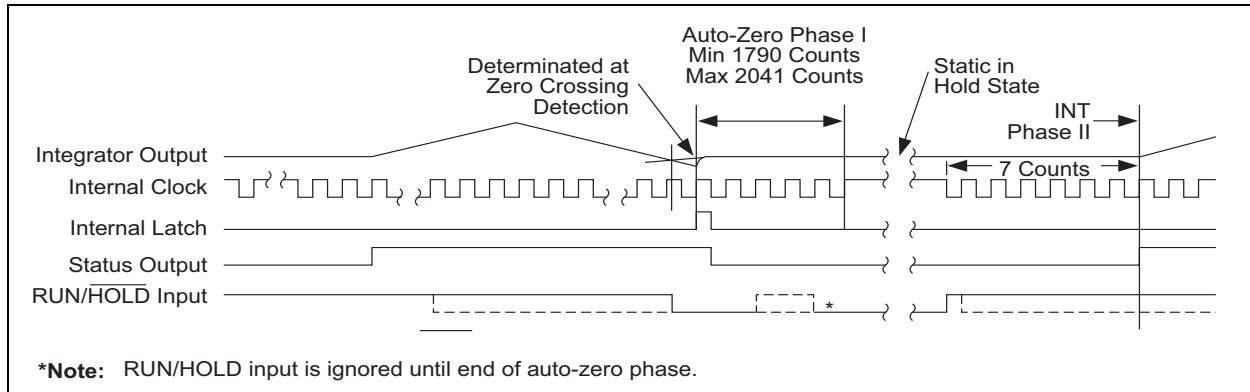 Auto-Zero Phase I
Min 1790 Counts
Max 2041 Counts
Determinated at
Zero Crossing
Detection
Static in
Hold State
INT
Phase II
Integrator Output
7 Counts
Internal Clock
Internal Latch
Status Output
RUN/HOLD Input
*
*Note: RUN/HOLD input is ignored until end of auto-zero phase.